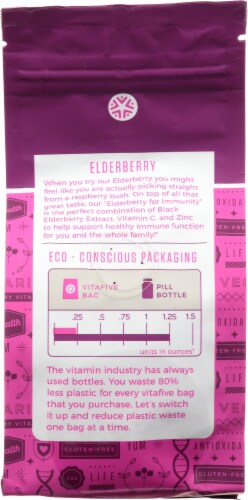 ELDERBERRY
When you try our Elderberry you might
feel like you are actually picking straight
from a raspberry bush. On top of all that
great taste, our "Elderberry for Immunity"
is the perfect combination of Black
Elderberry Extract, Vitamin C, and Zinc
to help support healthy immune function
for you and the whole family!*
ECO - CONSCIOUS PACKAGING
VITAFIVE
BAG
PILL
BOTTLE
.25 .5 .75 1 1.25 1.5
units in ounces*
The vitamin industry has always
used bottles. You waste 80%
less plastic for every vitafive bag
that you purchase. Let's switch
it up and reduce plastic waste
one bag at a time.
GLUTEN-FREE
YUM
ANTIOXIDA
GLUTEN-FREE